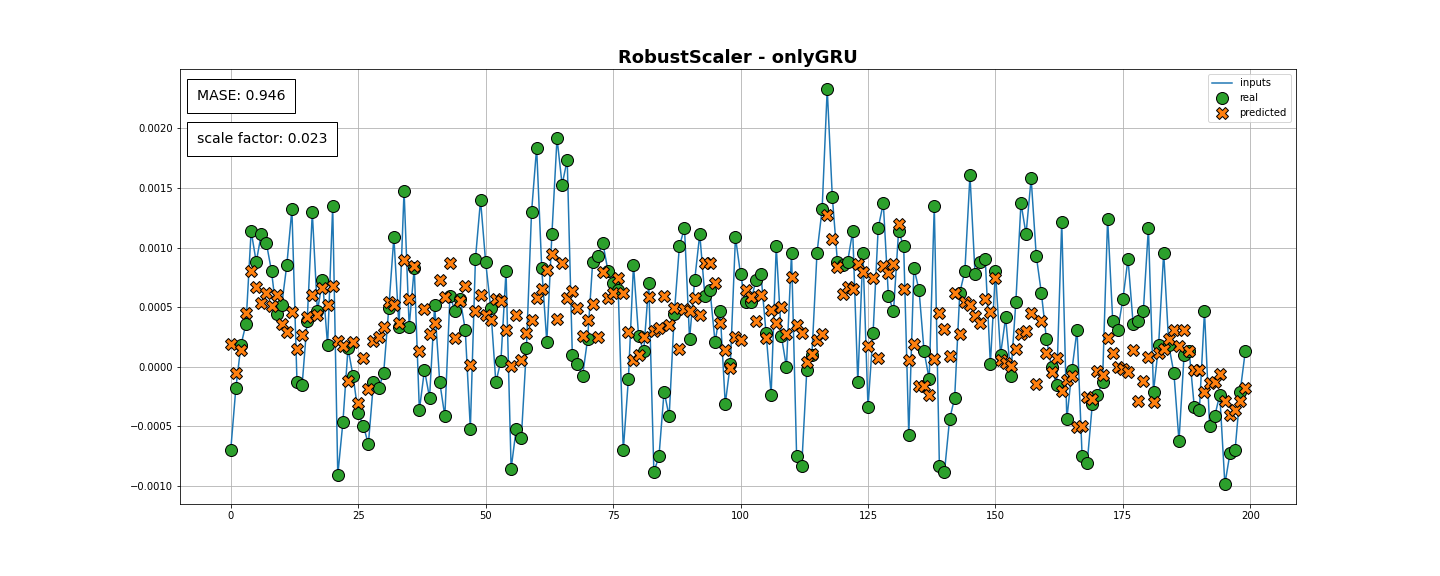 RobustScaler - onlyGRU
MASE: 0.946
scale factor: 0.023
inputs
real
predicted
0.0020
0.0015
0.0010
0.0005
0.0000
−0.0005
−0.0010
0 25 50 75 100 125 150 175 200